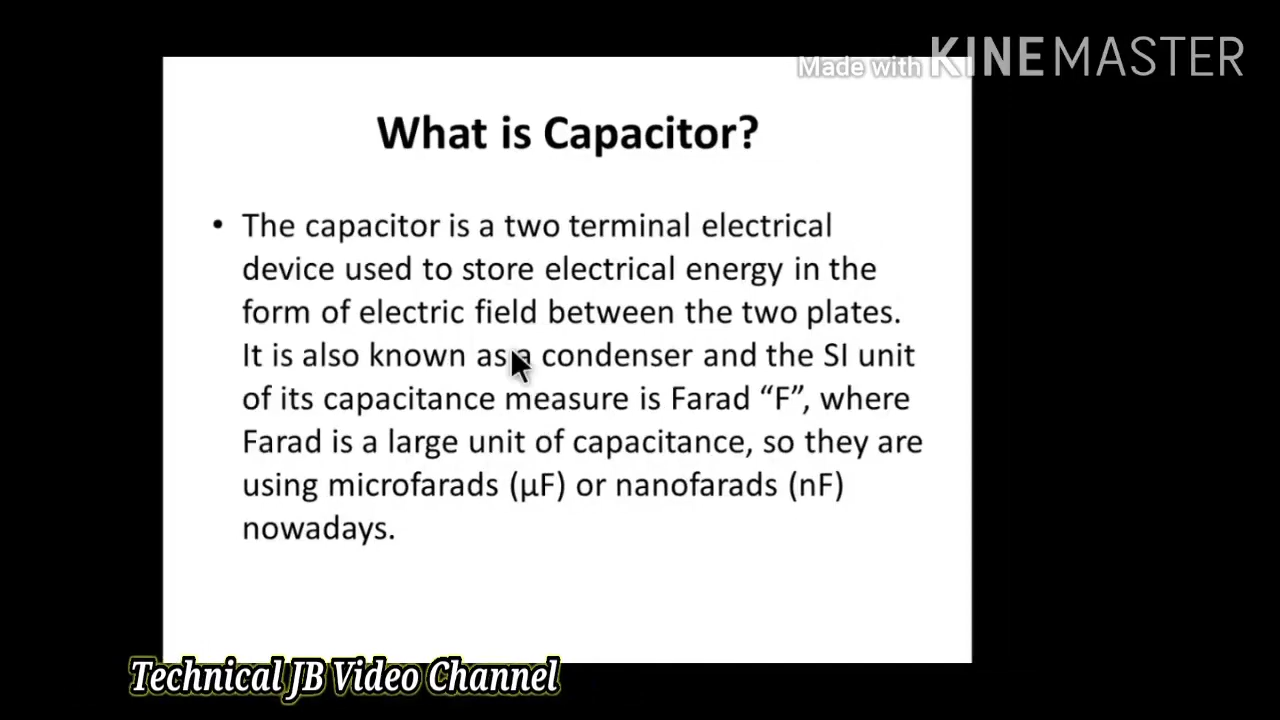 Made with KINEMASTER
What is Capacitor?
• The capacitor is a two terminal electrical
device used to store electrical energy in the
form of electric field between the two plates.
It is also known as a condenser and the SI unit
of its capacitance measure is Farad “F”, where
Farad is a large unit of capacitance, so they are
using microfarads (µF) or nanofarads (nF)
nowadays.
Technical JB Video Channel